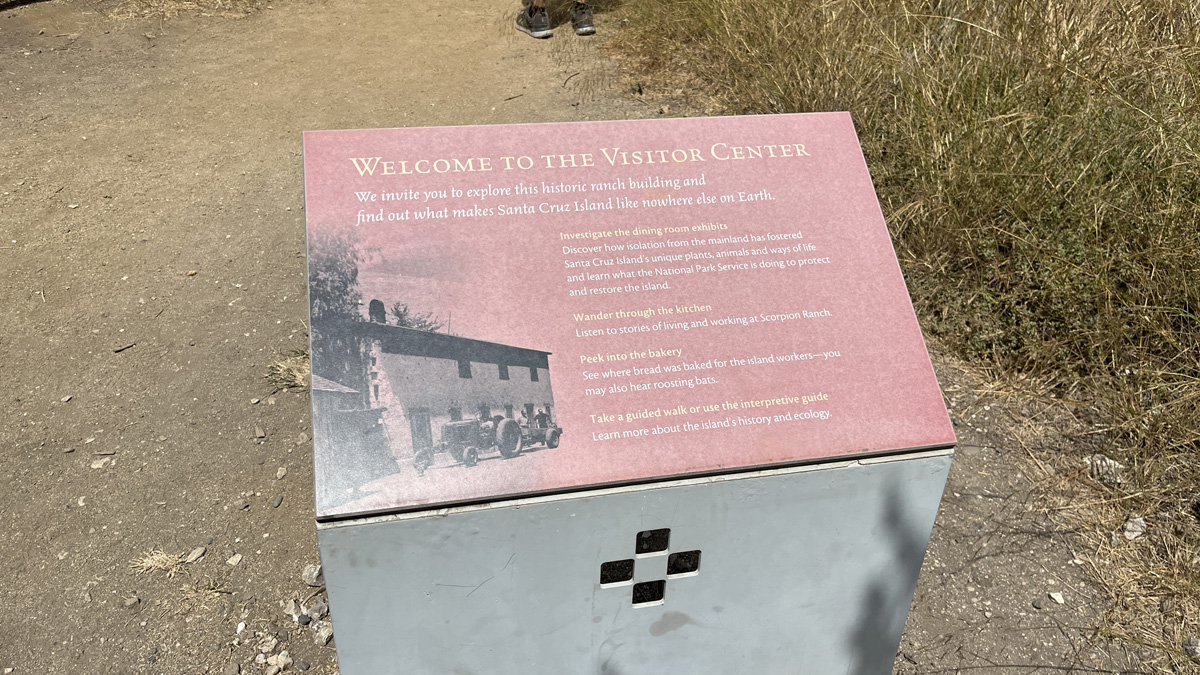 WELCOME TO THE VISITOR CENTER
We invite you to explore this historic ranch building and
find out what makes Santa Cruz Island like nowhere else on Earth.
Investigate the dining room exhibits
Discover how isolation from the mainland has fostered
Santa Cruz Island's unique plants, animals and ways of life
and learn what the National Park Service is doing to protect
and restore the island.
Wander through the kitchen
Listen to stories of living and working at Scorpion Ranch.
Peek into the bakery
See where bread was baked for the island workers—you
may also hear roosting bats.
Take a guided walk or use the interpretive guide
Learn more about the island's history and ecology.